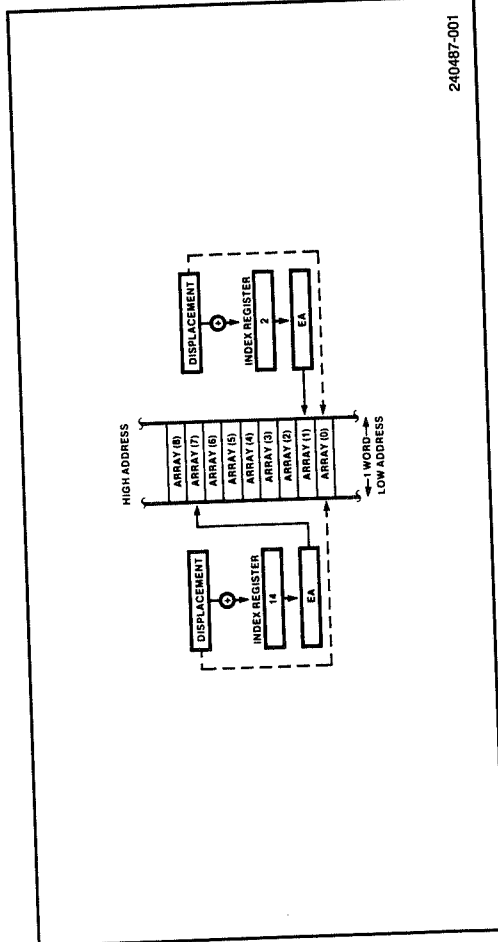 HIGH ADDRESS
DISPLACEMENT
+
INDEX REGISTER
14
EA
ARRAY (8)
ARRAY (7)
ARRAY (6)
ARRAY (5)
ARRAY (4)
ARRAY (3)
ARRAY (2)
ARRAY (1)
ARRAY (0)
1 WORD
LOW ADDRESS
DISPLACEMENT
+
INDEX REGISTER
2
EA
240487-001